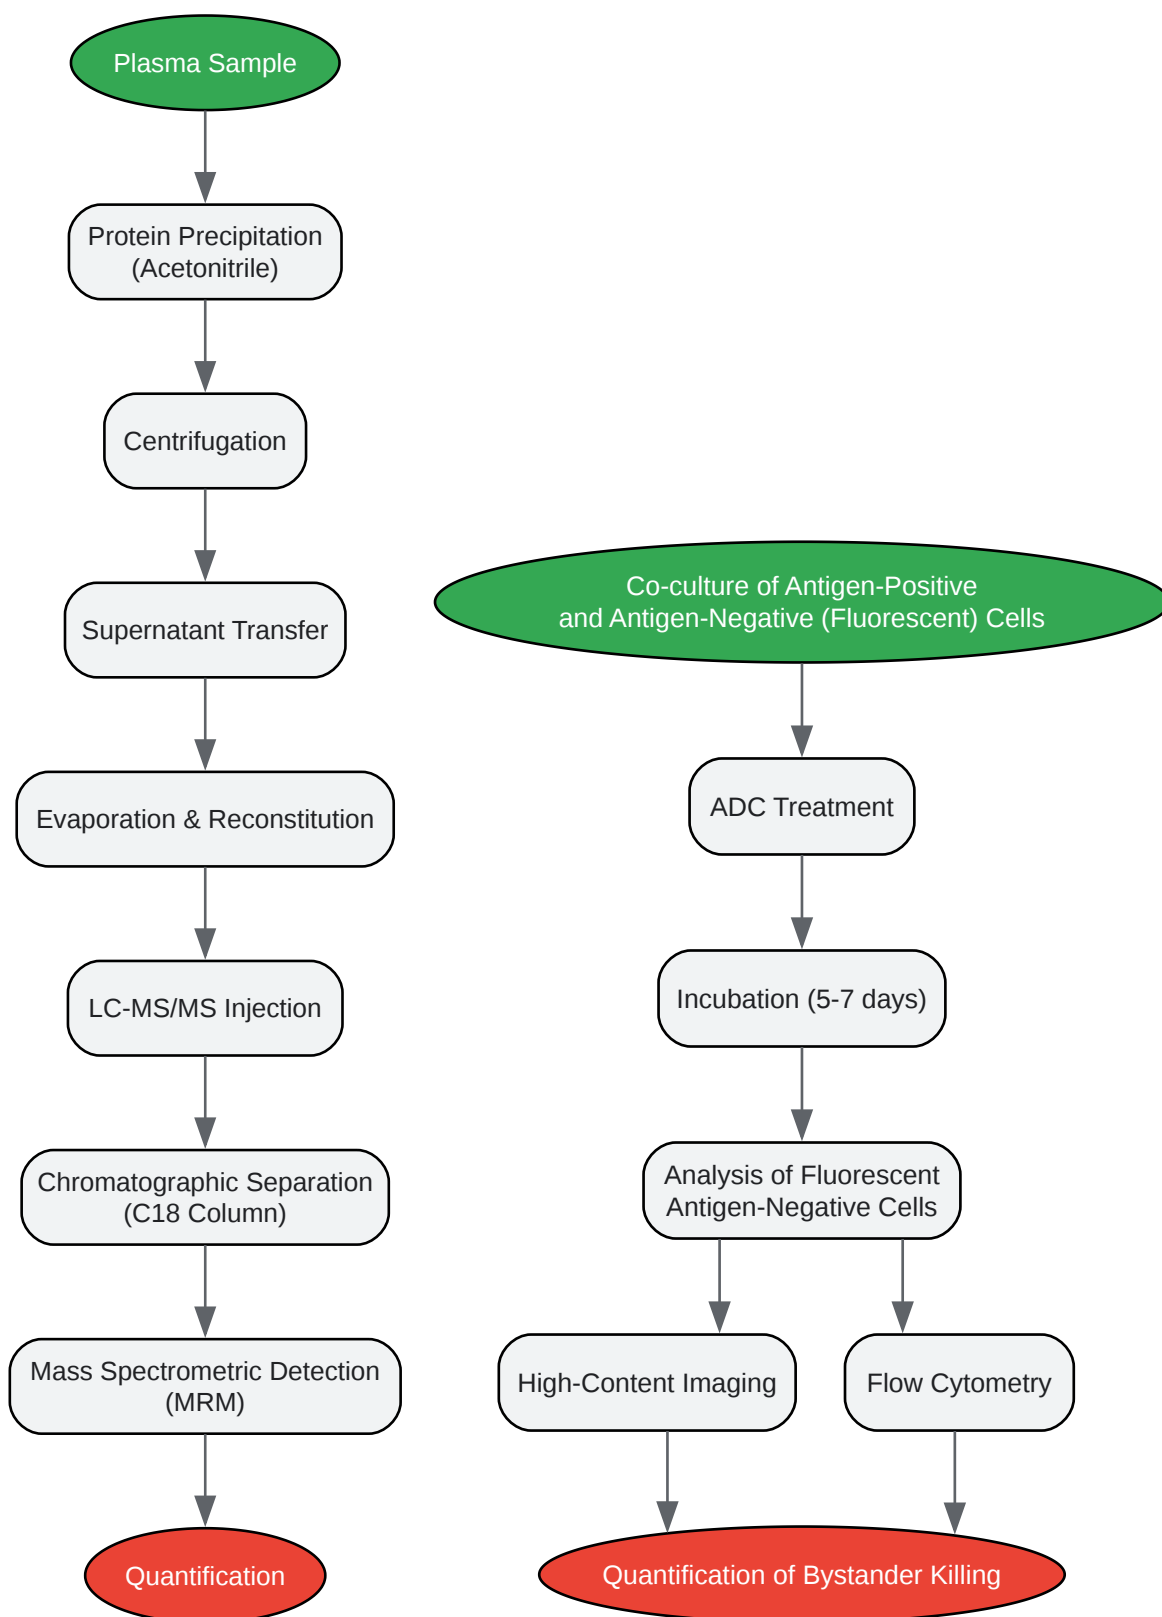 Plasma Sample
Protein Precipitation
(Acetonitrile)
Centrifugation
Supernatant Transfer
Evaporation & Reconstitution
LC-MS/MS Injection
Chromatographic Separation
(C18 Column)
Mass Spectrometric Detection
(MRM)
Quantification
Co-culture of Antigen-Positive
and Antigen-Negative (Fluorescent) Cells
ADC Treatment
Incubation (5-7 days)
Analysis of Fluorescent
Antigen-Negative Cells
High-Content Imaging
Flow Cytometry
Quantification of Bystander Killing